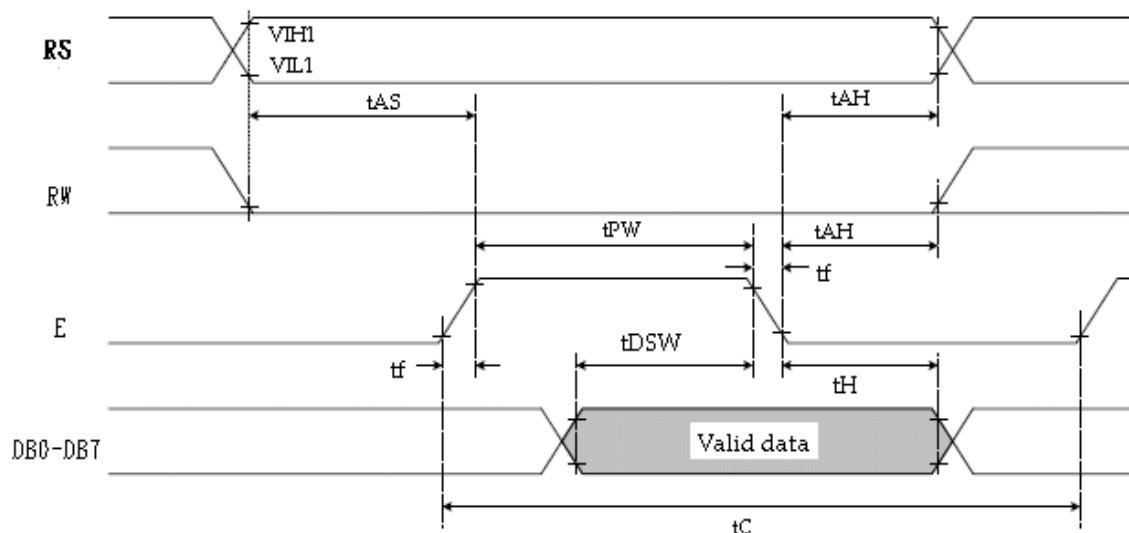 RS
VIH1
VIL1
tAS
tAH
RW
tPW
tAH
tf
E
tDSW
tf
tH
DB0-DB7
Valid data
tC